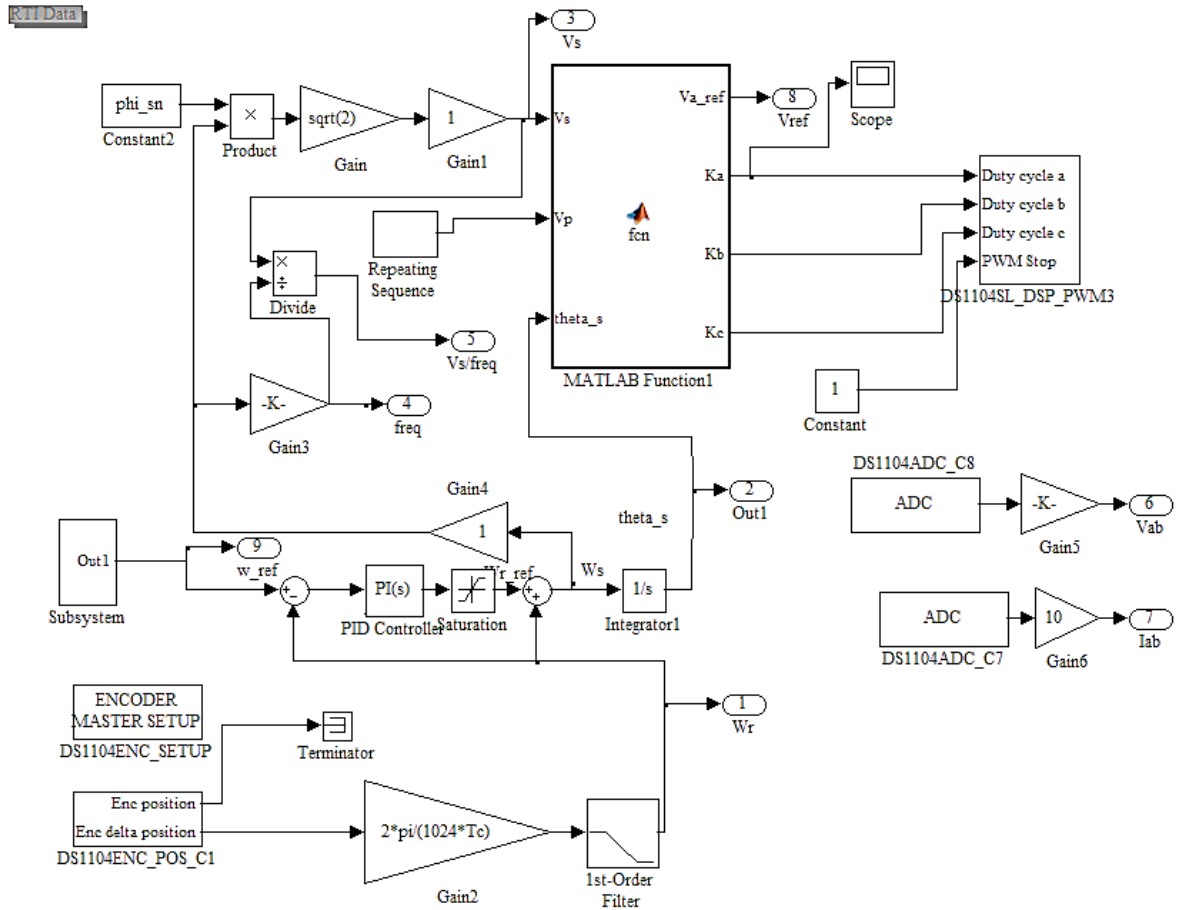 RTI Data
3
Vs
phi_sn
Constant2
×
Product
sqrt(2)
Gain
1
Gain1
Vs
Vp
theta_s
fcn
Va_ref
Ka
Kb
Kc
MATLAB Function1
8
Vref
Scope
Duty cycle a
Duty cycle b
Duty cycle c
PWM Stop
DS1104SL_DSP_PWM3
Repeating
Sequence
×
÷
Divide
5
Vs/freq
-K-
Gain3
4
freq
1
Constant
DS1104ADC_C8
ADC
-K-
Gain5
6
Vab
Gain4
1
theta_s
2
Out1
Out1
Subsystem
9
w_ref
+
-
PI(s)
PID Controller
Saturation
Wr_ref
+
+
Ws
1/s
Integrator1
ADC
DS1104ADC_C7
10
Gain6
7
Iab
ENCODER
MASTER SETUP
DS1104ENC_SETUP
Terminator
1
Wr
Enc position
Enc delta position
DS1104ENC_POS_C1
2*pi/(1024*Tc)
Gain2
1st-Order
Filter